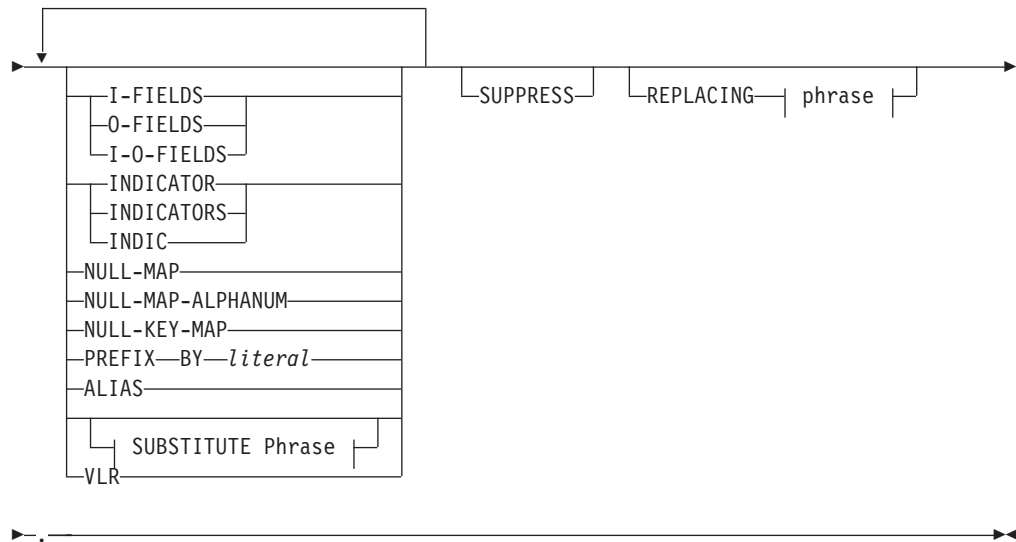 I-FIELDS
SUPPRESS
REPLACING phrase
O-FIELDS
I-O-FIELDS
INDICATOR
INDICATORS
INDIC
NULL-MAP
NULL-MAP-ALPHANUM
NULL-KEY-MAP
PREFIX BY literal
ALIAS
SUBSTITUTE Phrase
VLR
.